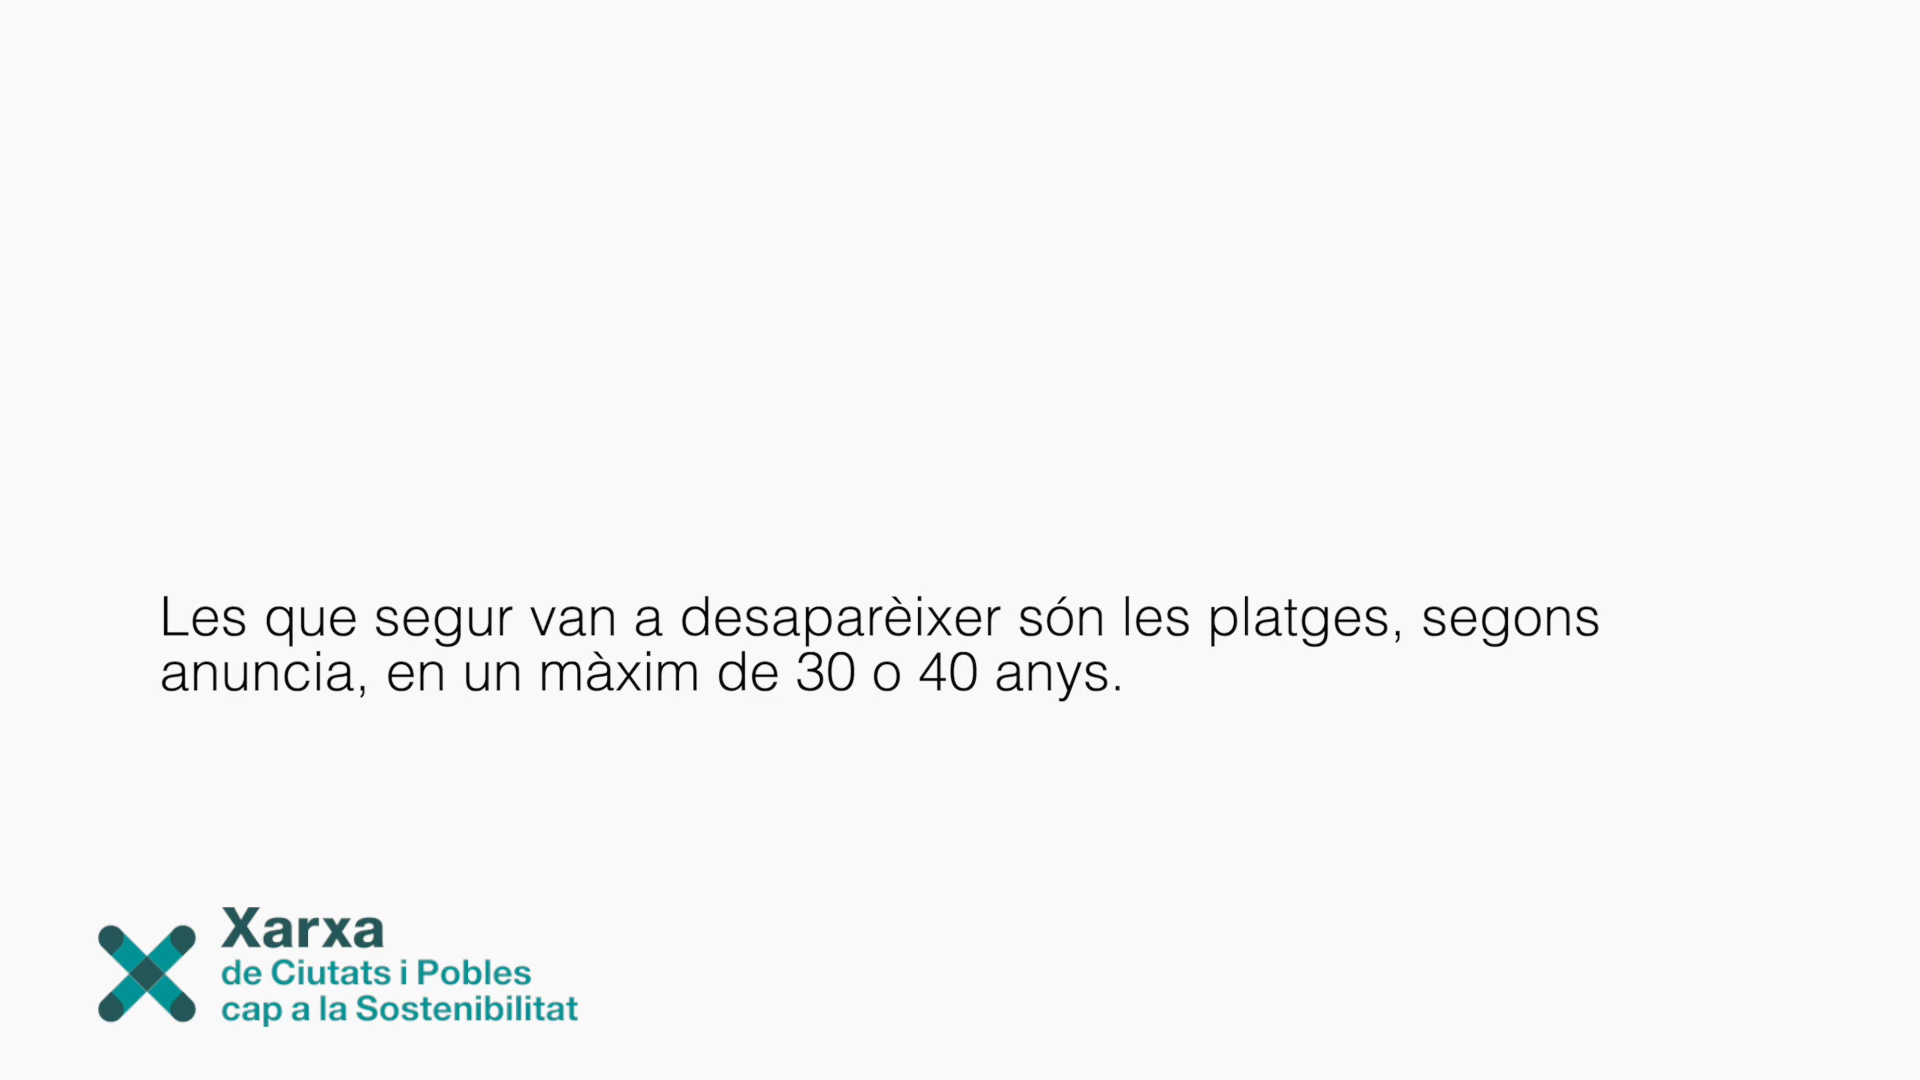 Les que segur van a desaparèixer són les platges, segons
anuncia, en un màxim de 30 o 40 anys.
Xarxa
de Ciutats i Pobles
cap a la Sostenibilitat